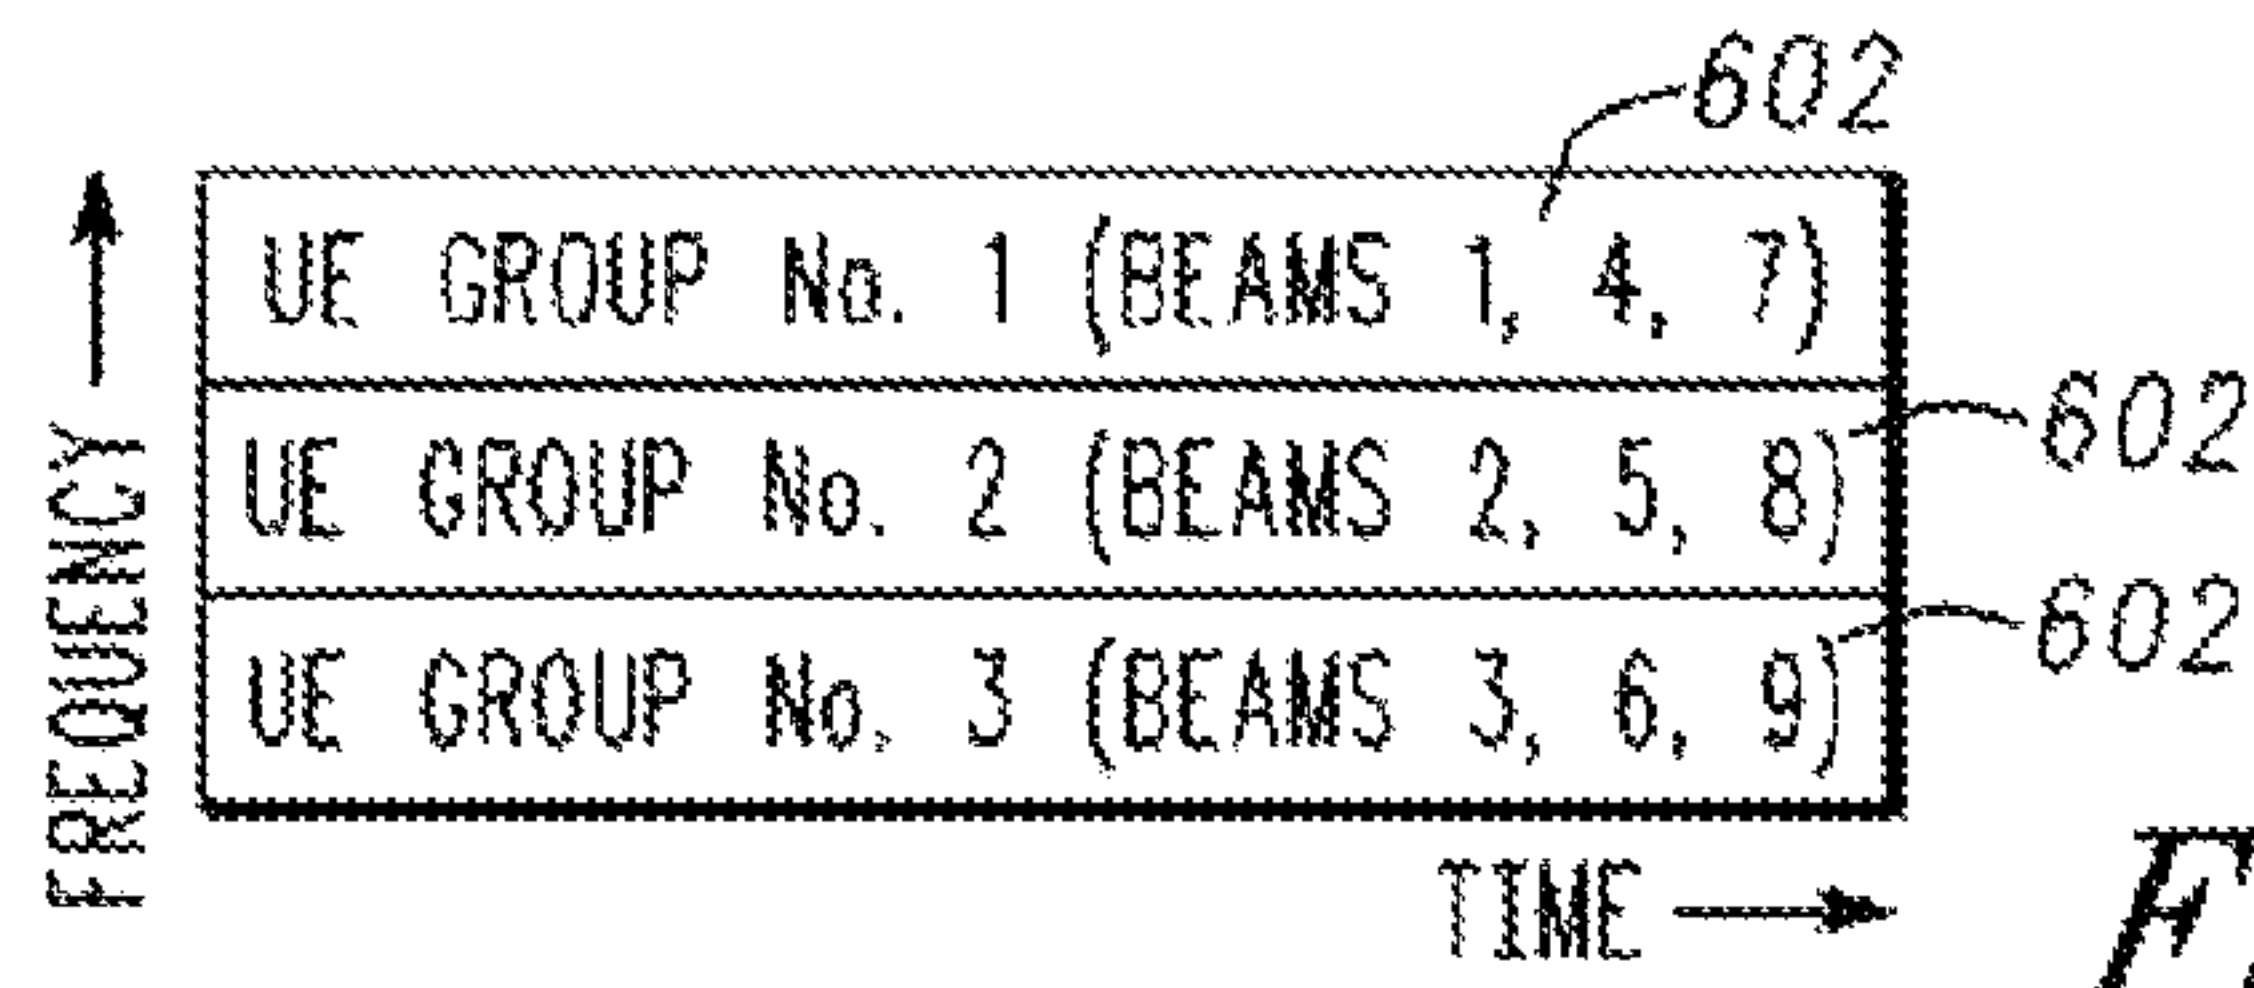 602
UE GROUP No. 1 (BEAMS 1, 4, 7)
602
UE GROUP No. 2 (BEAMS 2, 5, 8)
602
UE GROUP No. 3 (BEAMS 3, 6, 9)
FREQUENCY
TIME